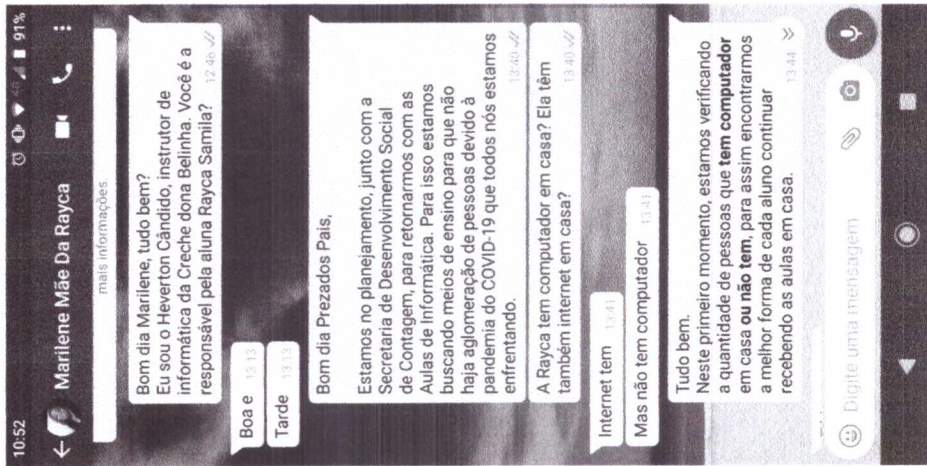 10:52
91%
Marilene Mãe Da Rayca
mais informações.
Bom dia Marilene, tudo bem?
Eu sou o Heverton Cândido, instrutor de
informática da Creche dona Belinha. Você é a
responsável pela aluna Rayca Samila? 12:46
Boa e 13:13
Tarde 13:13
Bom dia Prezados Pais,
Estamos no planejamento, junto com a
Secretaria de Desenvolvimento Social
de Contagem, para retornarmos com as
Aulas de Informática. Para isso estamos
buscando meios de ensino para que não
haja aglomeração de pessoas devido à
pandemia do COVID-19 que todos nós estamos
enfrentando. 13:40
A Rayca tem computador em casa? Ela têm
também internet em casa? 13:40
Internet tem 13:41
Mas não tem computador 13:41
Tudo bem.
Neste primeiro momento, estamos verificando
a quantidade de pessoas que tem computador
em casa ou não tem, para assim encontrarmos
a melhor forma de cada aluno continuar
recebendo as aulas em casa. 13:44
Digite uma mensagem